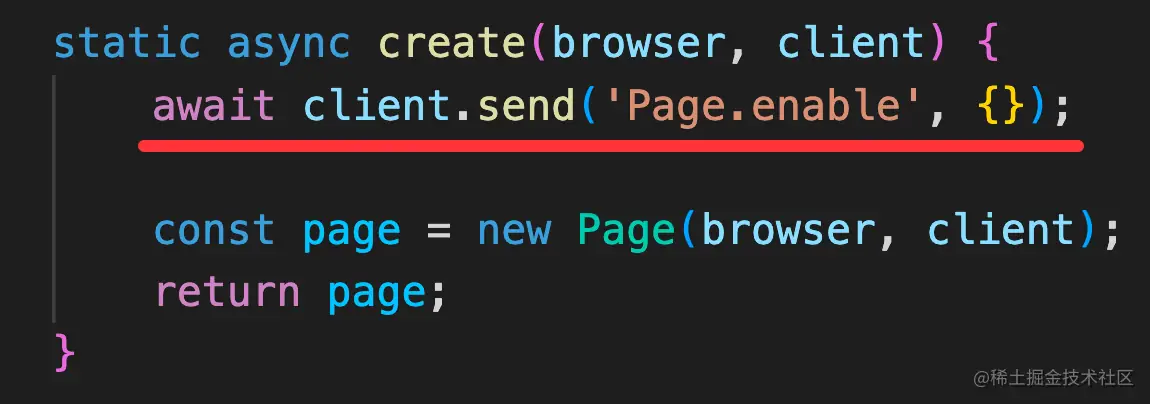 static async create(browser, client) {
await client.send('Page.enable', {});
const page = new Page(browser, client);
return page;
}
@稀土掘金技术社区